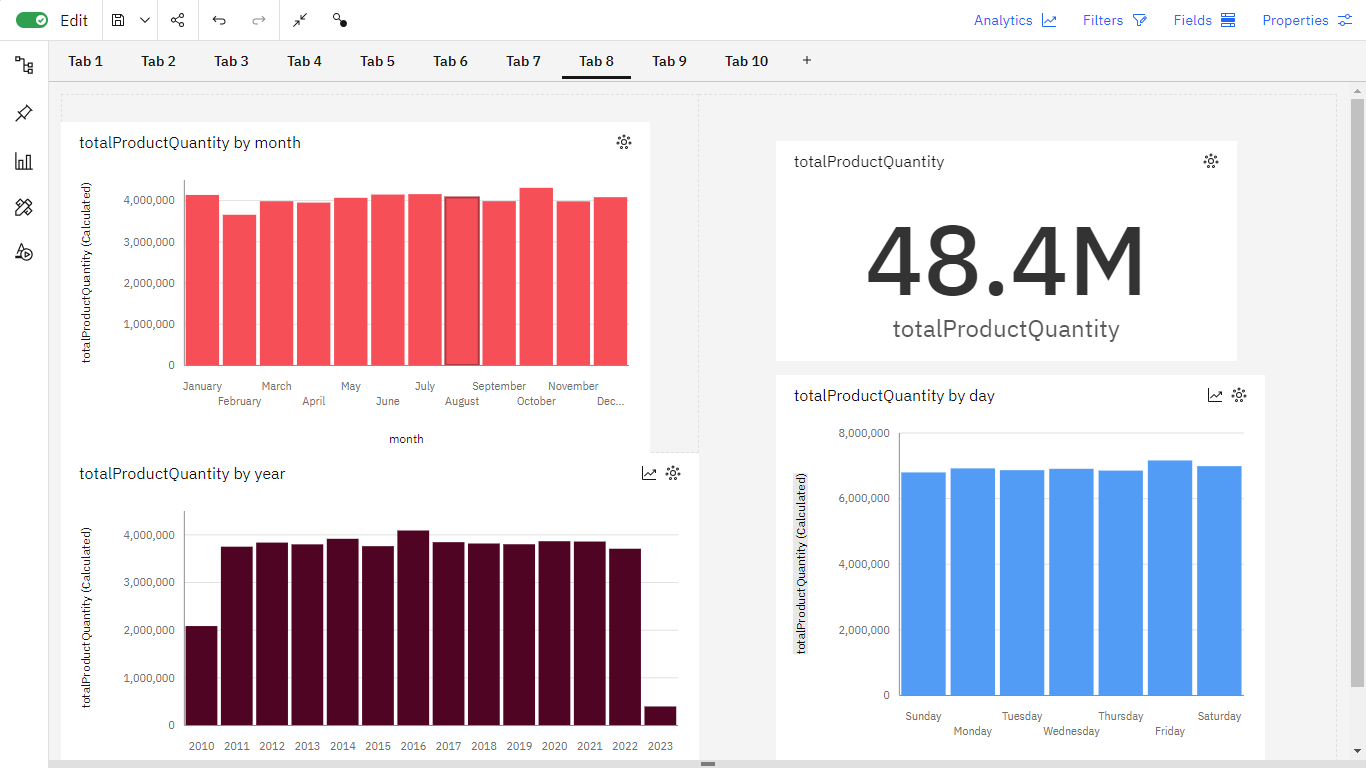 Edit
Analytics
Filters
Fields
Properties
Tab 1
Tab 2
Tab 3
Tab 4
Tab 5
Tab 6
Tab 7
Tab 8
Tab 9
Tab 10
+
totalProductQuantity by month
totalProductQuantity (Calculated)
4,000,000
3,000,000
2,000,000
1,000,000
0
January
February
March
April
May
June
July
August
September
October
November
Dec...
month
totalProductQuantity
48.4M
totalProductQuantity
totalProductQuantity by year
totalProductQuantity (Calculated)
4,000,000
3,000,000
2,000,000
1,000,000
0
2010
2011
2012
2013
2014
2015
2016
2017
2018
2019
2020
2021
2022
2023
totalProductQuantity by day
totalProductQuantity (Calculated)
8,000,000
6,000,000
4,000,000
2,000,000
0
Sunday
Monday
Tuesday
Wednesday
Thursday
Friday
Saturday